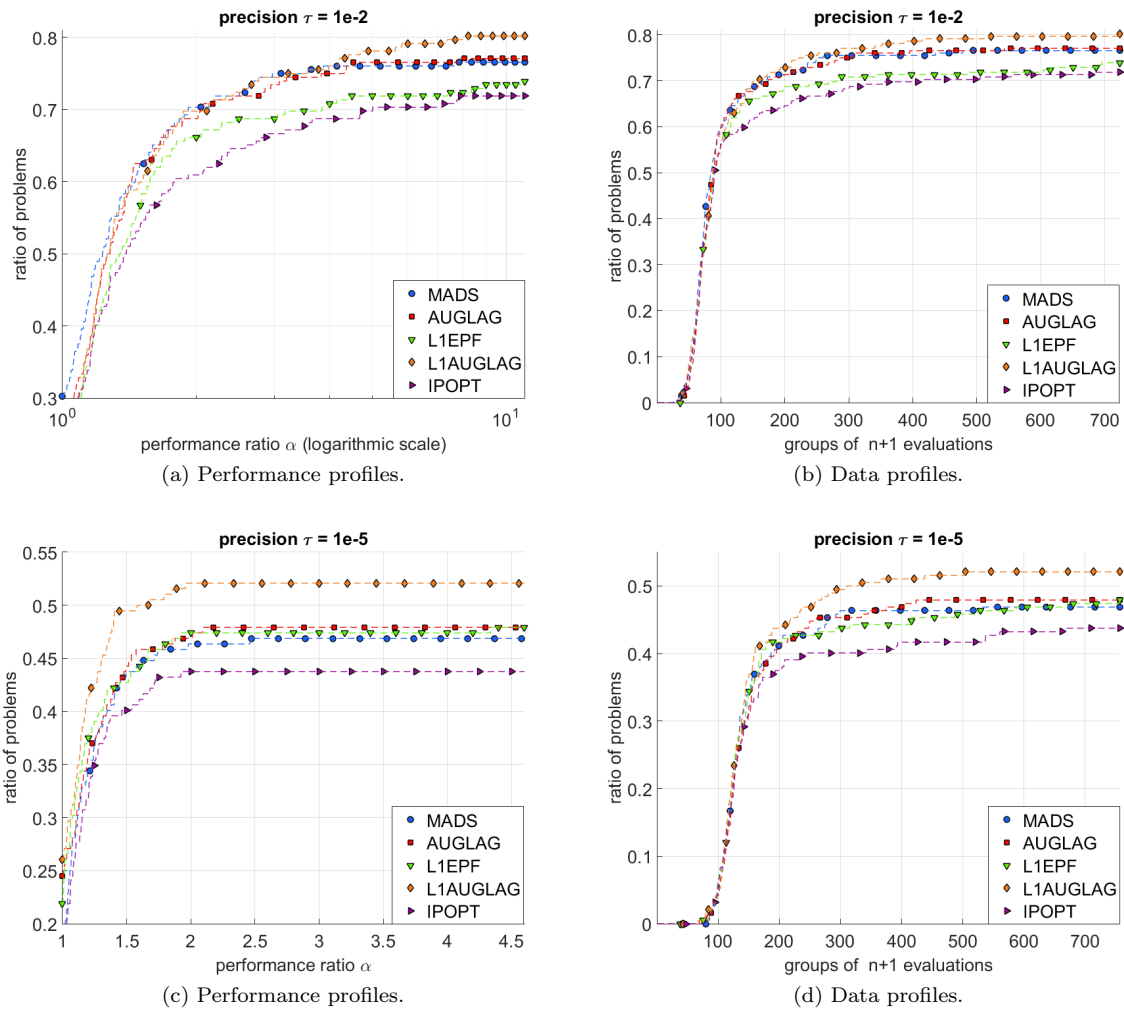 precision τ = 1e-2
0.8
0.7
0.6
0.5
0.4
0.3
ratio of problems
10⁰
10¹
performance ratio α (logarithmic scale)
MADS
AUGLAG
L1EPF
L1AUGLAG
IPOPT
(a) Performance profiles.
precision τ = 1e-2
0.8
0.7
0.6
0.5
0.4
0.3
0.2
0.1
0
ratio of problems
100 200 300 400 500 600 700
groups of n+1 evaluations
MADS
AUGLAG
L1EPF
L1AUGLAG
IPOPT
(b) Data profiles.
precision τ = 1e-5
0.55
0.5
0.45
0.4
0.35
0.3
0.25
0.2
ratio of problems
1 1.5 2 2.5 3 3.5 4 4.5
performance ratio α
MADS
AUGLAG
L1EPF
L1AUGLAG
IPOPT
(c) Performance profiles.
precision τ = 1e-5
0.5
0.4
0.3
0.2
0.1
0
ratio of problems
100 200 300 400 500 600 700
groups of n+1 evaluations
MADS
AUGLAG
L1EPF
L1AUGLAG
IPOPT
(d) Data profiles.